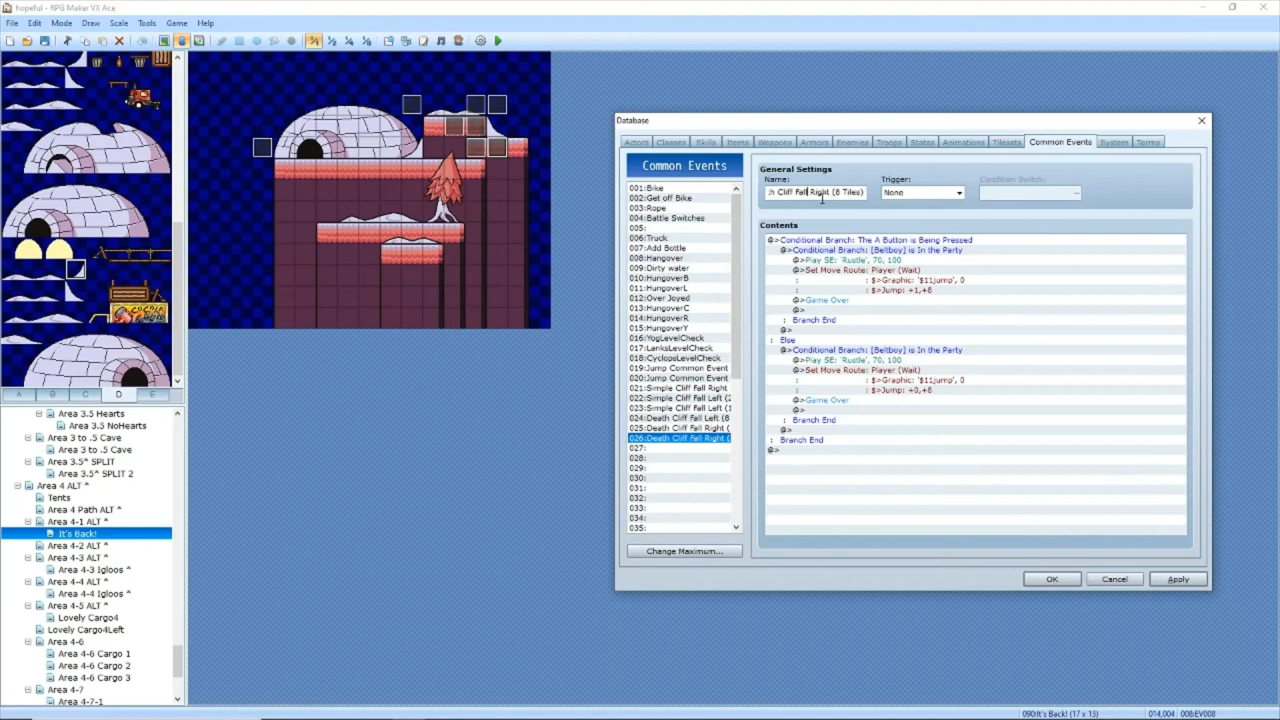 hopeful - RPG Maker VX Ace
File Edit Mode Draw Scale Tools Game Help
A B C D E
Area 3.5 Hearts
Area 3.5 NoHearts
Area 3 to .5 Cave
Area 3 to .5 Cave
Area 3.5* SPLIT
Area 3.5* SPLIT 2
Area 4 ALT ^
Tents
Area 4 Path ALT ^
Area 4-1 ALT ^
It's Back!
Area 4-2 ALT ^
Area 4-3 ALT ^
Area 4-3 Igloos ^
Area 4-4 ALT ^
Area 4-4 Igloos ^
Area 4-5 ALT ^
Lovely Cargo4
Lovely Cargo4Left
Area 4-6
Area 4-6 Cargo 1
Area 4-6 Cargo 2
Area 4-6 Cargo 3
Area 4-7
Area 4-7-1
Database
Actors Classes Skills Items Weapons Armors Enemies Troops States Animations Tilesets Common Events System Terms
Common Events
001:Bike
002:Get off Bike
003:Rope
004:Battle Switches
005:
006:Truck
007:Add Bottle
008:Hangover
009:Dirty water
010:HangoverB
011:HangoverL
012:Over Joyed
013:HangoverC
014:HangoverR
015:HangoverY
016:YogLevelCheck
017:LanksLevelCheck
018:CyclopsLevelCheck
019:Jump Common Event
020:Jump Common Event
021:Simple Cliff Fall Right
022:Simple Cliff Fall Left (2
023:Simple Cliff Fall Left (1
024:Death Cliff Fall Left (8
025:Death Cliff Fall Right (
026:Death Cliff Fall Right (
027:
028:
029:
030:
031:
032:
033:
034:
035:
Change Maximum...
General Settings
Name: Trigger: Condition Switch:
:h Cliff Fall Right (8 Tiles) None ...
Contents
@>Conditional Branch: The A Button is Being Pressed
@>Conditional Branch: [Beltboy] is In the Party
@>Play SE: 'Rustle', 70, 100
@>Set Move Route: Player (Wait)
: : $>Graphic: '$11jump', 0
: : $>Jump: +1,+8
@>Game Over
@>
: Branch End
@>
: Else
@>Conditional Branch: [Beltboy] is In the Party
@>Play SE: 'Rustle', 70, 100
@>Set Move Route: Player (Wait)
: : $>Graphic: '$11jump', 0
: : $>Jump: +0,+8
@>Game Over
@>
: Branch End
@>
: Branch End
@>
OK Cancel Apply
090:It's Back! (17 x 13) 014,004 008:EV008